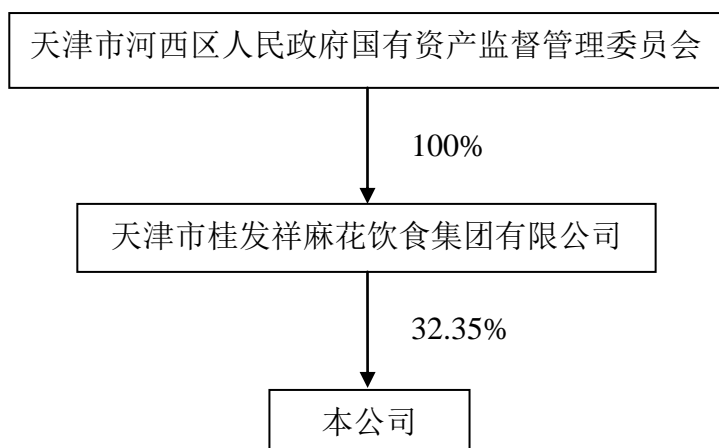 天津市河西区人民政府国有资产监督管理委员会
100%
天津市桂发祥麻花饮食集团有限公司
32.35%
本公司